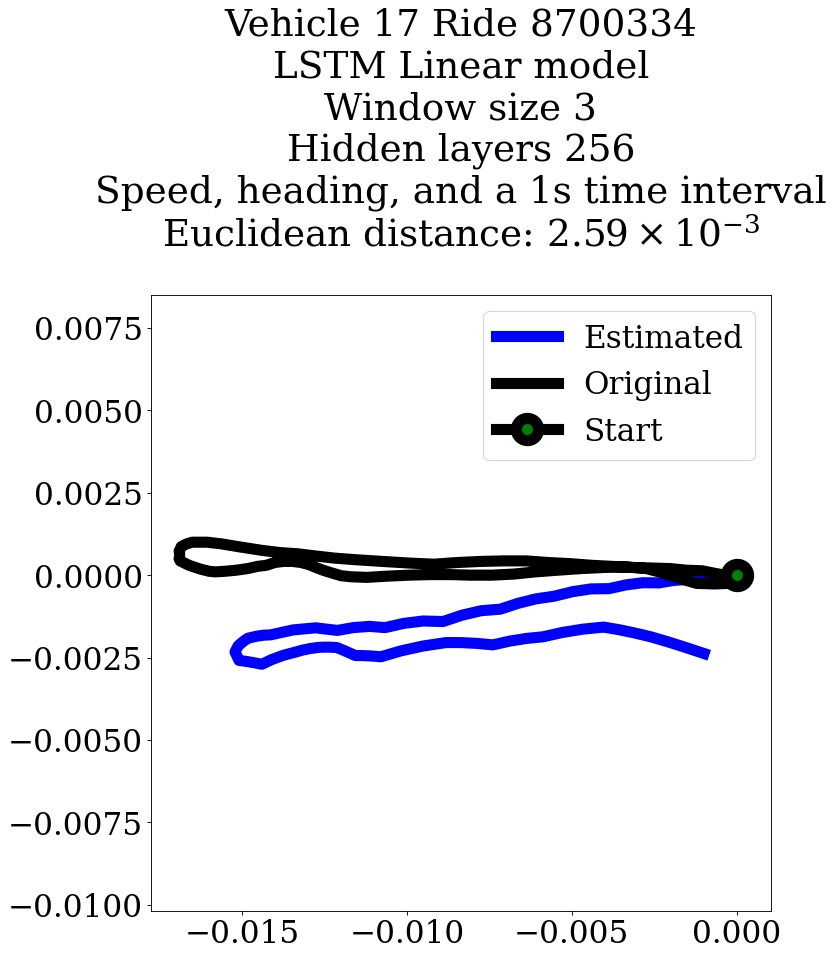 Vehicle 17 Ride 8700334
LSTM Linear model
Window size 3
Hidden layers 256
Speed, heading, and a 1s time interval
Euclidean distance: 2.59 × 10⁻³
Estimated
Original
Start
0.0075
0.0050
0.0025
0.0000
−0.0025
−0.0050
−0.0075
−0.0100
−0.015
−0.010
−0.005
0.000